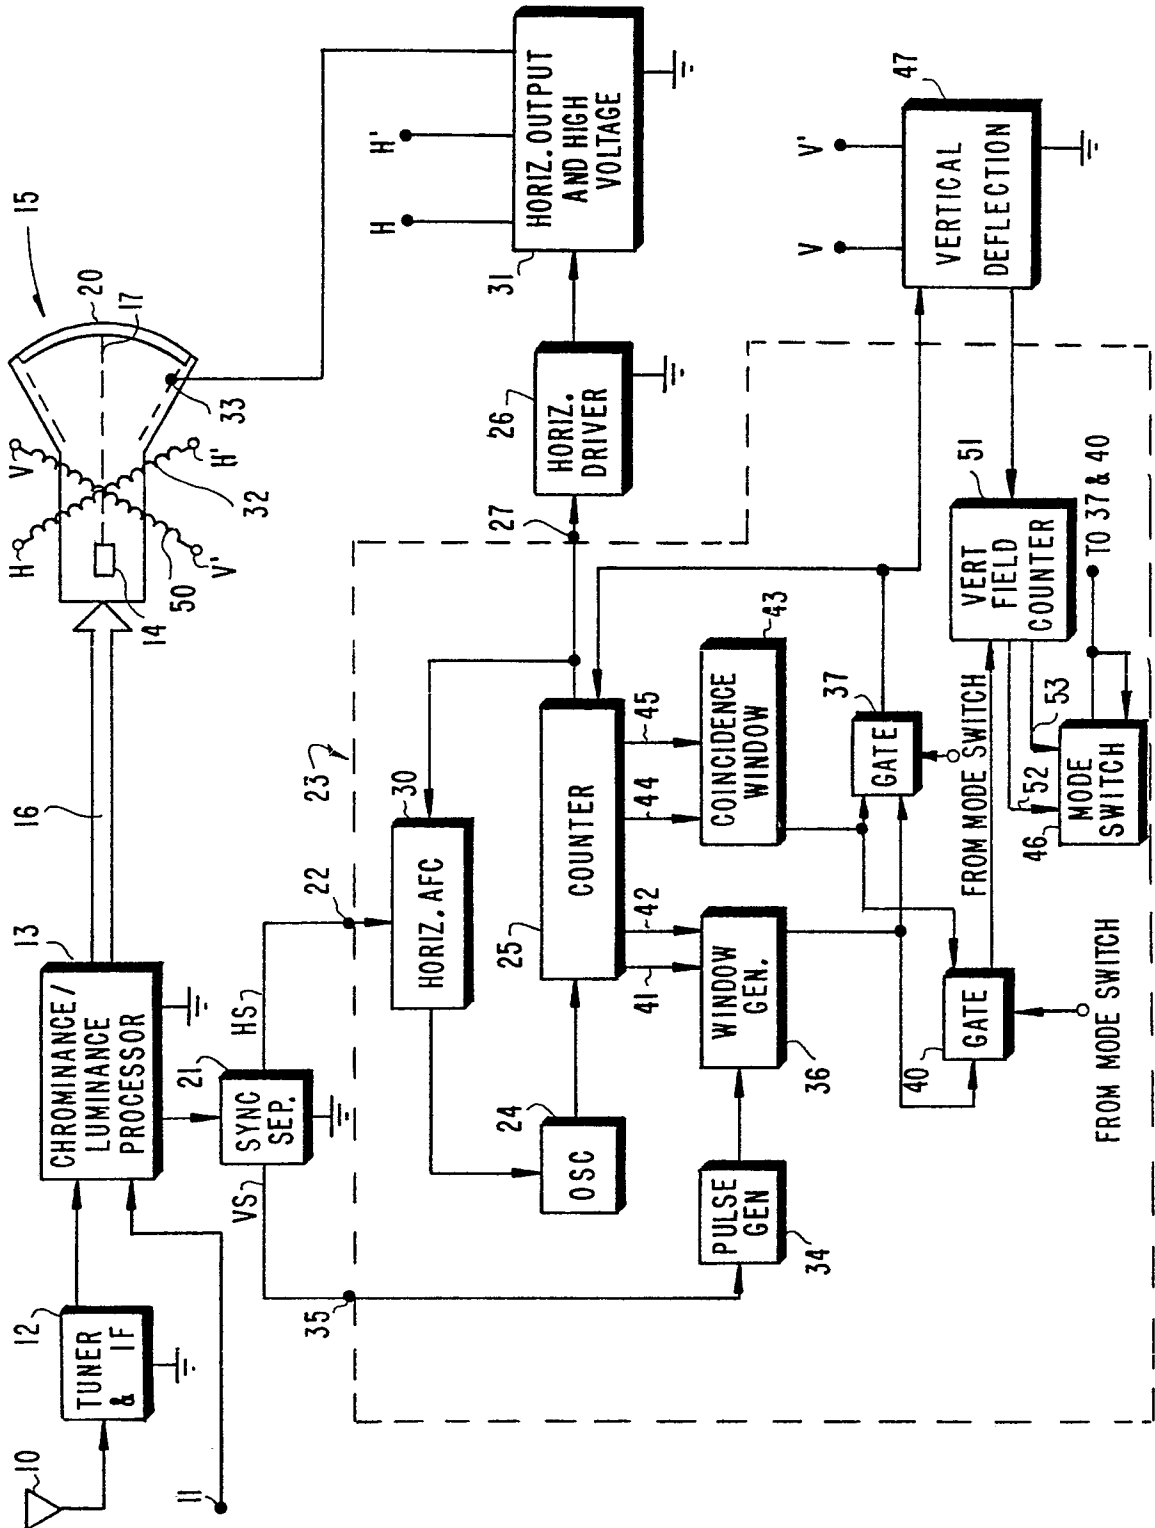 10
11
12
TUNER
& IF
13
CHROMINANCE/
LUMINANCE
PROCESSOR
16
14
50
H
V
V'
H'
32
33
17
20
15
21
SYNC
SEP.
VS
HS
35
22
23
30
HORIZ. AFC
24
OSC
25
COUNTER
27
26
HORIZ.
DRIVER
31
HORIZ. OUTPUT
AND HIGH
VOLTAGE
H
H'
41
42
44
45
34
PULSE
GEN
36
WINDOW
GEN.
43
COINCIDENCE
WINDOW
37
GATE
FROM MODE SWITCH
40
GATE
FROM MODE SWITCH
51
VERT
FIELD
COUNTER
52
53
46
MODE
SWITCH
TO 37 & 40
47
VERTICAL
DEFLECTION
V
V'